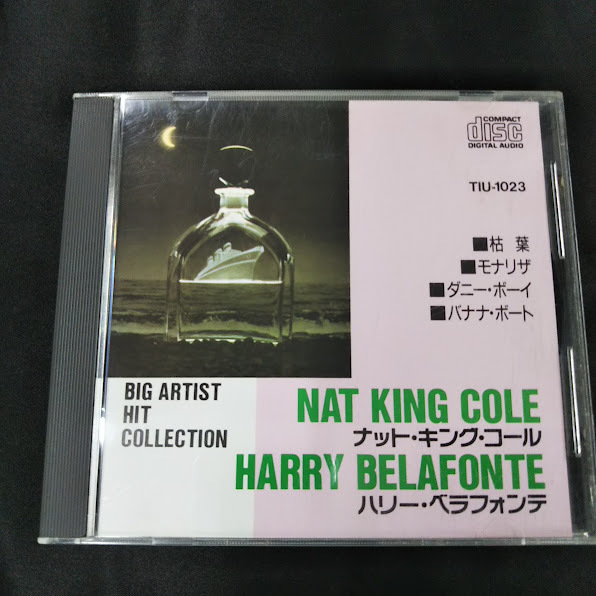 COMPACT
disc
DIGITAL AUDIO
TIU-1023
■枯 葉
■モナリザ
■ダニー・ボーイ
■バナナ・ボート
BIG ARTIST
HIT
COLLECTION
NAT KING COLE
ナット・キング・コール
HARRY BELAFONTE
ハリー・ベラフォンテ